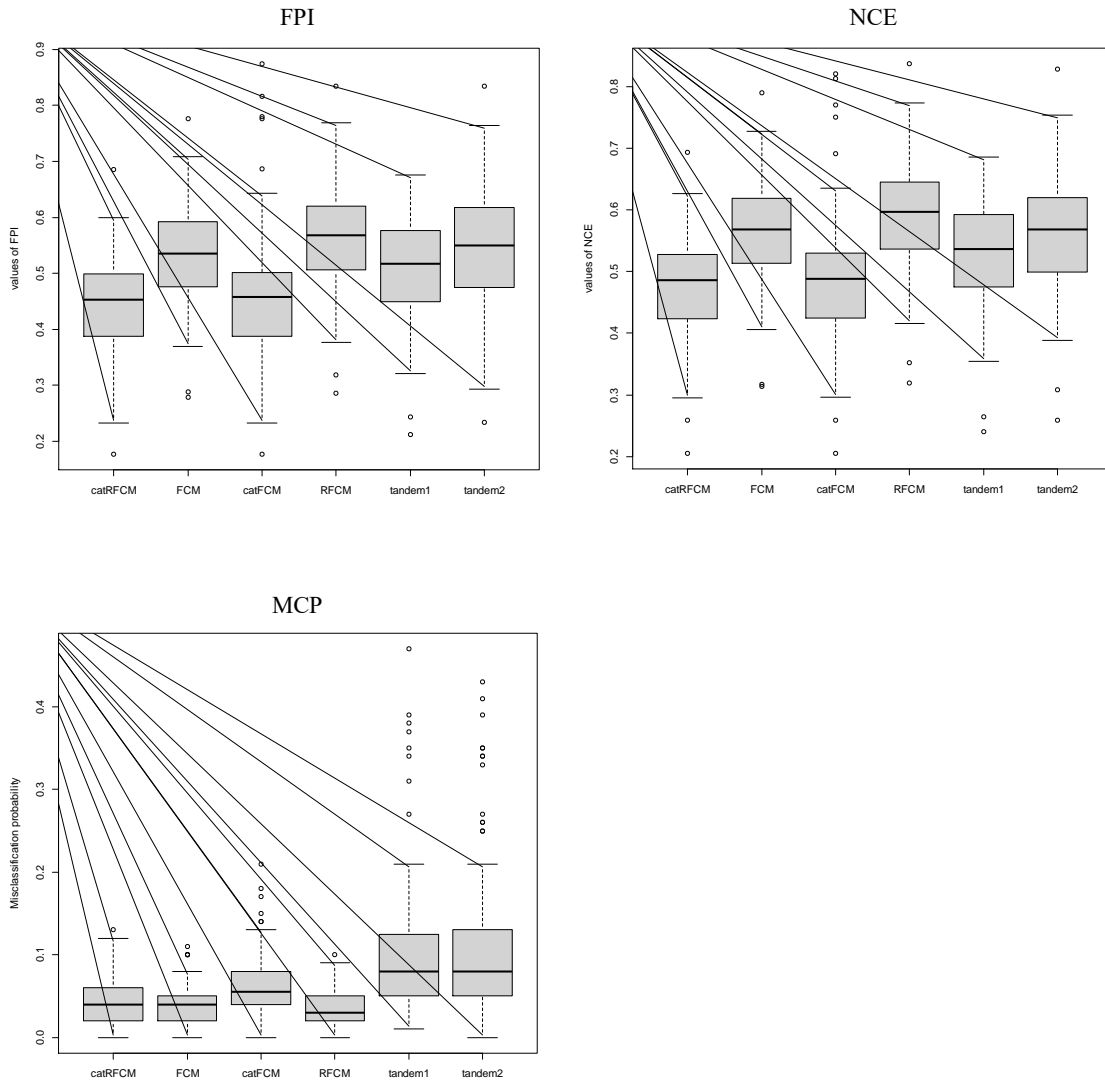 FPI
NCE
values of FPI
0.9
0.8
0.7
0.6
0.5
0.4
0.3
0.2
catRFCM FCM catFCM RFCM tandem1 tandem2
values of NCE
0.8
0.7
0.6
0.5
0.4
0.3
0.2
catRFCM FCM catFCM RFCM tandem1 tandem2
MCP
Misclassification probability
0.4
0.3
0.2
0.1
0.0
catRFCM FCM catFCM RFCM tandem1 tandem2